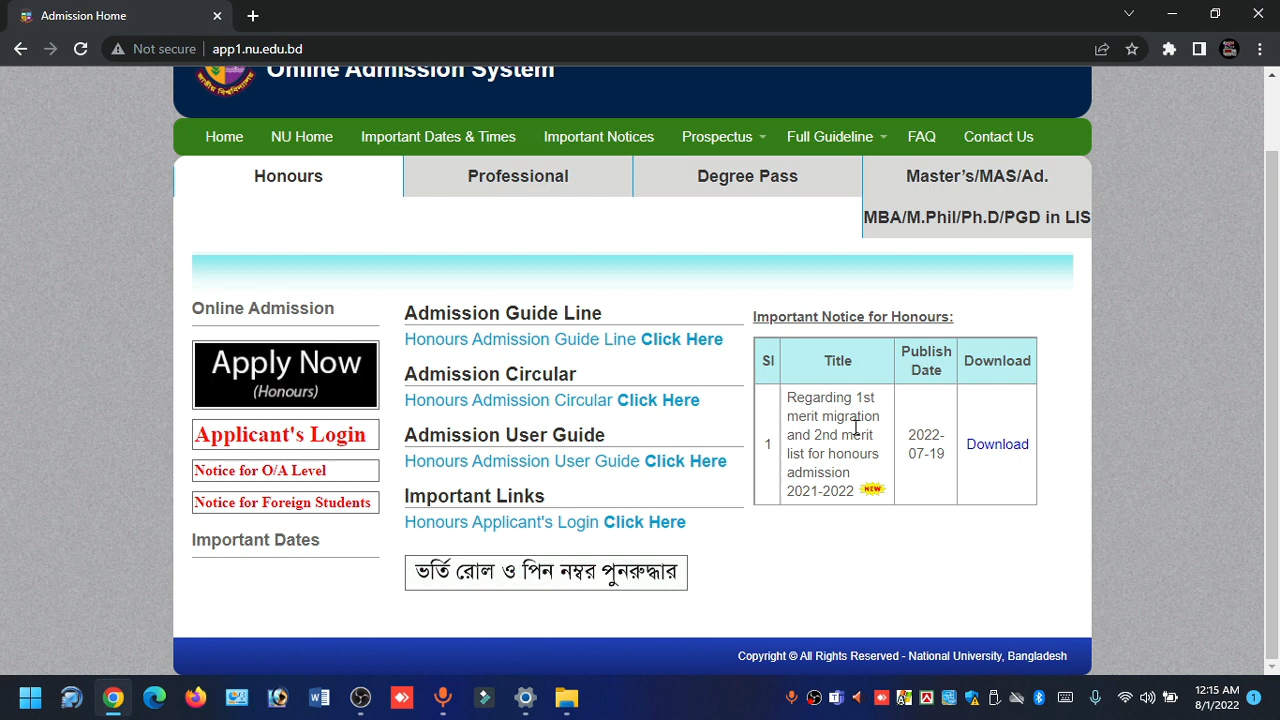 Admission Home
Not secure
app1.nu.edu.bd
Online Admission System
Home NU Home Important Dates & Times Important Notices Prospectus Full Guideline FAQ Contact Us
Honours Professional Degree Pass Master's/MAS/Ad.
MBA/M.Phil/Ph.D/PGD in LIS
Online Admission
Apply Now
(Honours)
Applicant's Login
Notice for O/A Level
Notice for Foreign Students
Important Dates
Admission Guide Line
Honours Admission Guide Line Click Here
Admission Circular
Honours Admission Circular Click Here
Admission User Guide
Honours Admission User Guide Click Here
Important Links
Honours Applicant's Login Click Here
ভর্তি রোল ও পিন নম্বর পুনরুদ্ধার
Important Notice for Honours:
Sl Title Publish Date Download
1
Regarding 1st
merit migration
and 2nd merit
list for honours
admission
2021-2022 NEW
2022-
07-19
Download
Copyright © All Rights Reserved - National University, Bangladesh
12:15 AM
8/1/2022
1